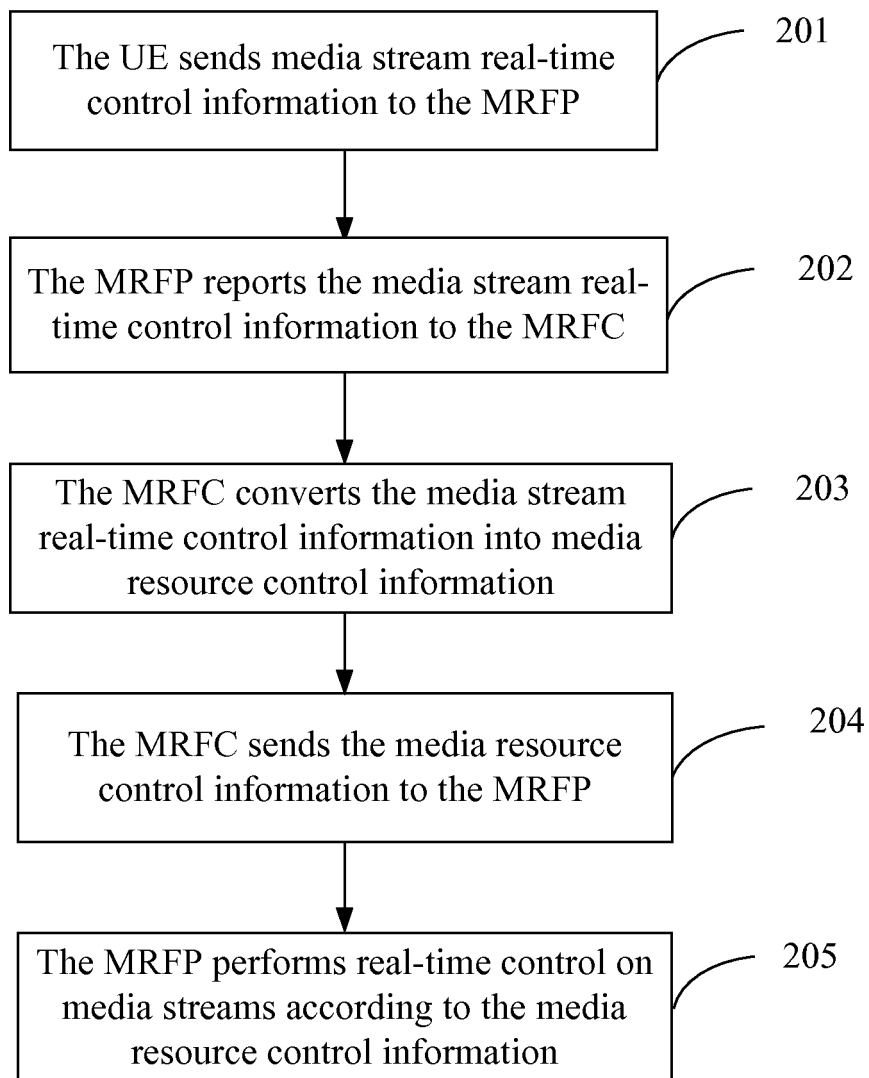 The UE sends media stream real-time
control information to the MRFP
201
The MRFP reports the media stream real-
time control information to the MRFC
202
The MRFC converts the media stream
real-time control information into media
resource control information
203
The MRFC sends the media resource
control information to the MRFP
204
The MRFP performs real-time control on
media streams according to the media
resource control information
205